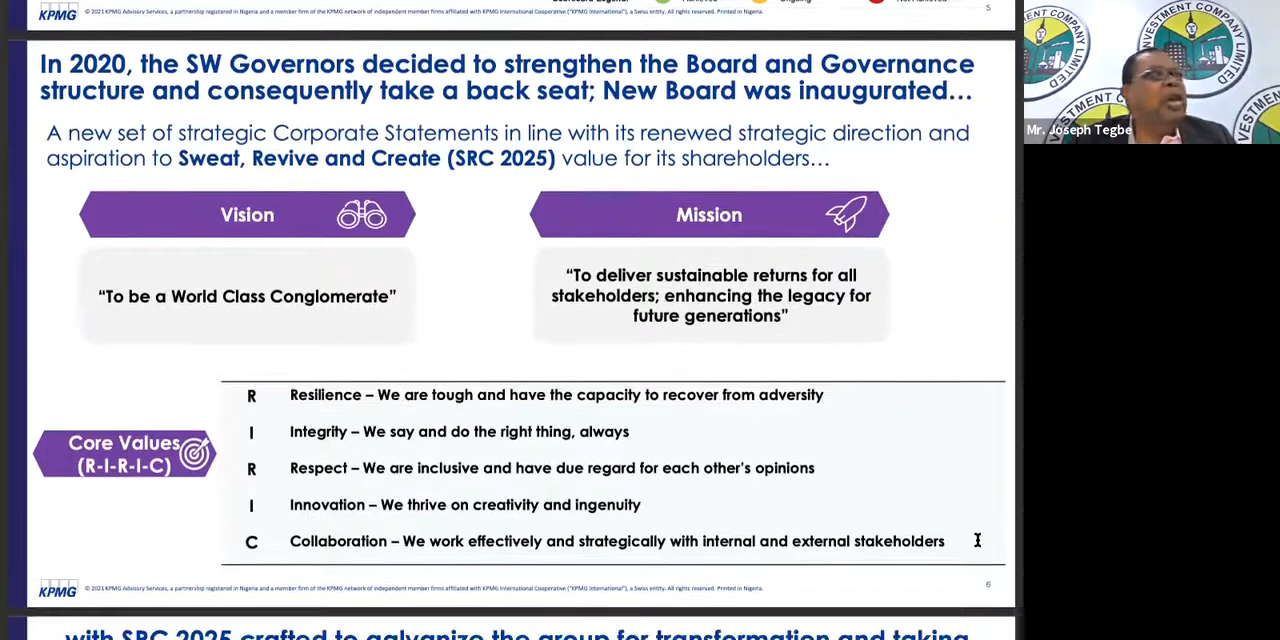 KPMG
© 2021 KPMG Advisory Services, a partnership registered in Nigeria and a member firm of the KPMG network of independent member firms affiliated with KPMG International Cooperative ("KPMG International"), a Swiss entity. All rights reserved. Printed in Nigeria.
5
In 2020, the SW Governors decided to strengthen the Board and Governance
structure and consequently take a back seat; New Board was inaugurated…
A new set of strategic Corporate Statements in line with its renewed strategic direction and
aspiration to Sweat, Revive and Create (SRC 2025) value for its shareholders…
Vision
Mission
“To be a World Class Conglomerate”
“To deliver sustainable returns for all
stakeholders; enhancing the legacy for
future generations”
Core Values
(R-I-R-I-C)
R Resilience – We are tough and have the capacity to recover from adversity
I Integrity – We say and do the right thing, always
R Respect – We are inclusive and have due regard for each other’s opinions
I Innovation – We thrive on creativity and ingenuity
C Collaboration – We work effectively and strategically with internal and external stakeholders
KPMG
© 2021 KPMG Advisory Services, a partnership registered in Nigeria and a member firm of the KPMG network of independent member firms affiliated with KPMG International Cooperative ("KPMG International"), a Swiss entity. All rights reserved. Printed in Nigeria.
6
with SRC 2025 crafted to galvanize the group for transformation and taking
INVESTMENT COMPANY LIMITED
Mr. Joseph Tegbe